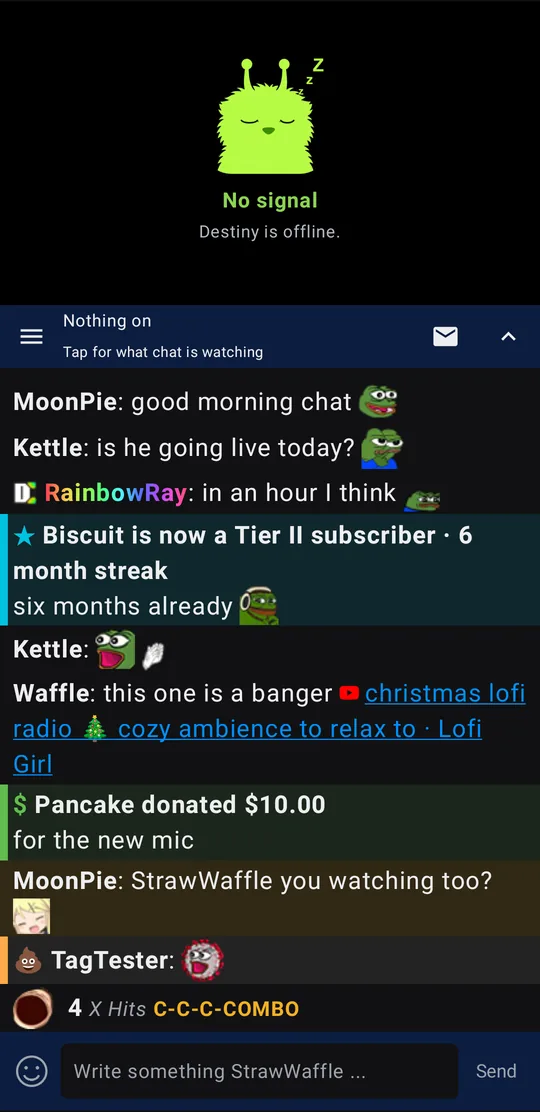 z
z
Z
No signal
Destiny is offline.
Nothing on
Tap for what chat is watching
MoonPie: good morning chat
Kettle: is he going live today?
D RainbowRay: in an hour I think
★ Biscuit is now a Tier II subscriber · 6
month streak
six months already
Kettle:
Waffle: this one is a banger christmas lofi
radio 🎄 cozy ambience to relax to · Lofi
Girl
$ Pancake donated $10.00
for the new mic
MoonPie: StrawWaffle you watching too?
💩 TagTester:
4 X Hits C-C-C-COMBO
Write something StrawWaffle ...
Send